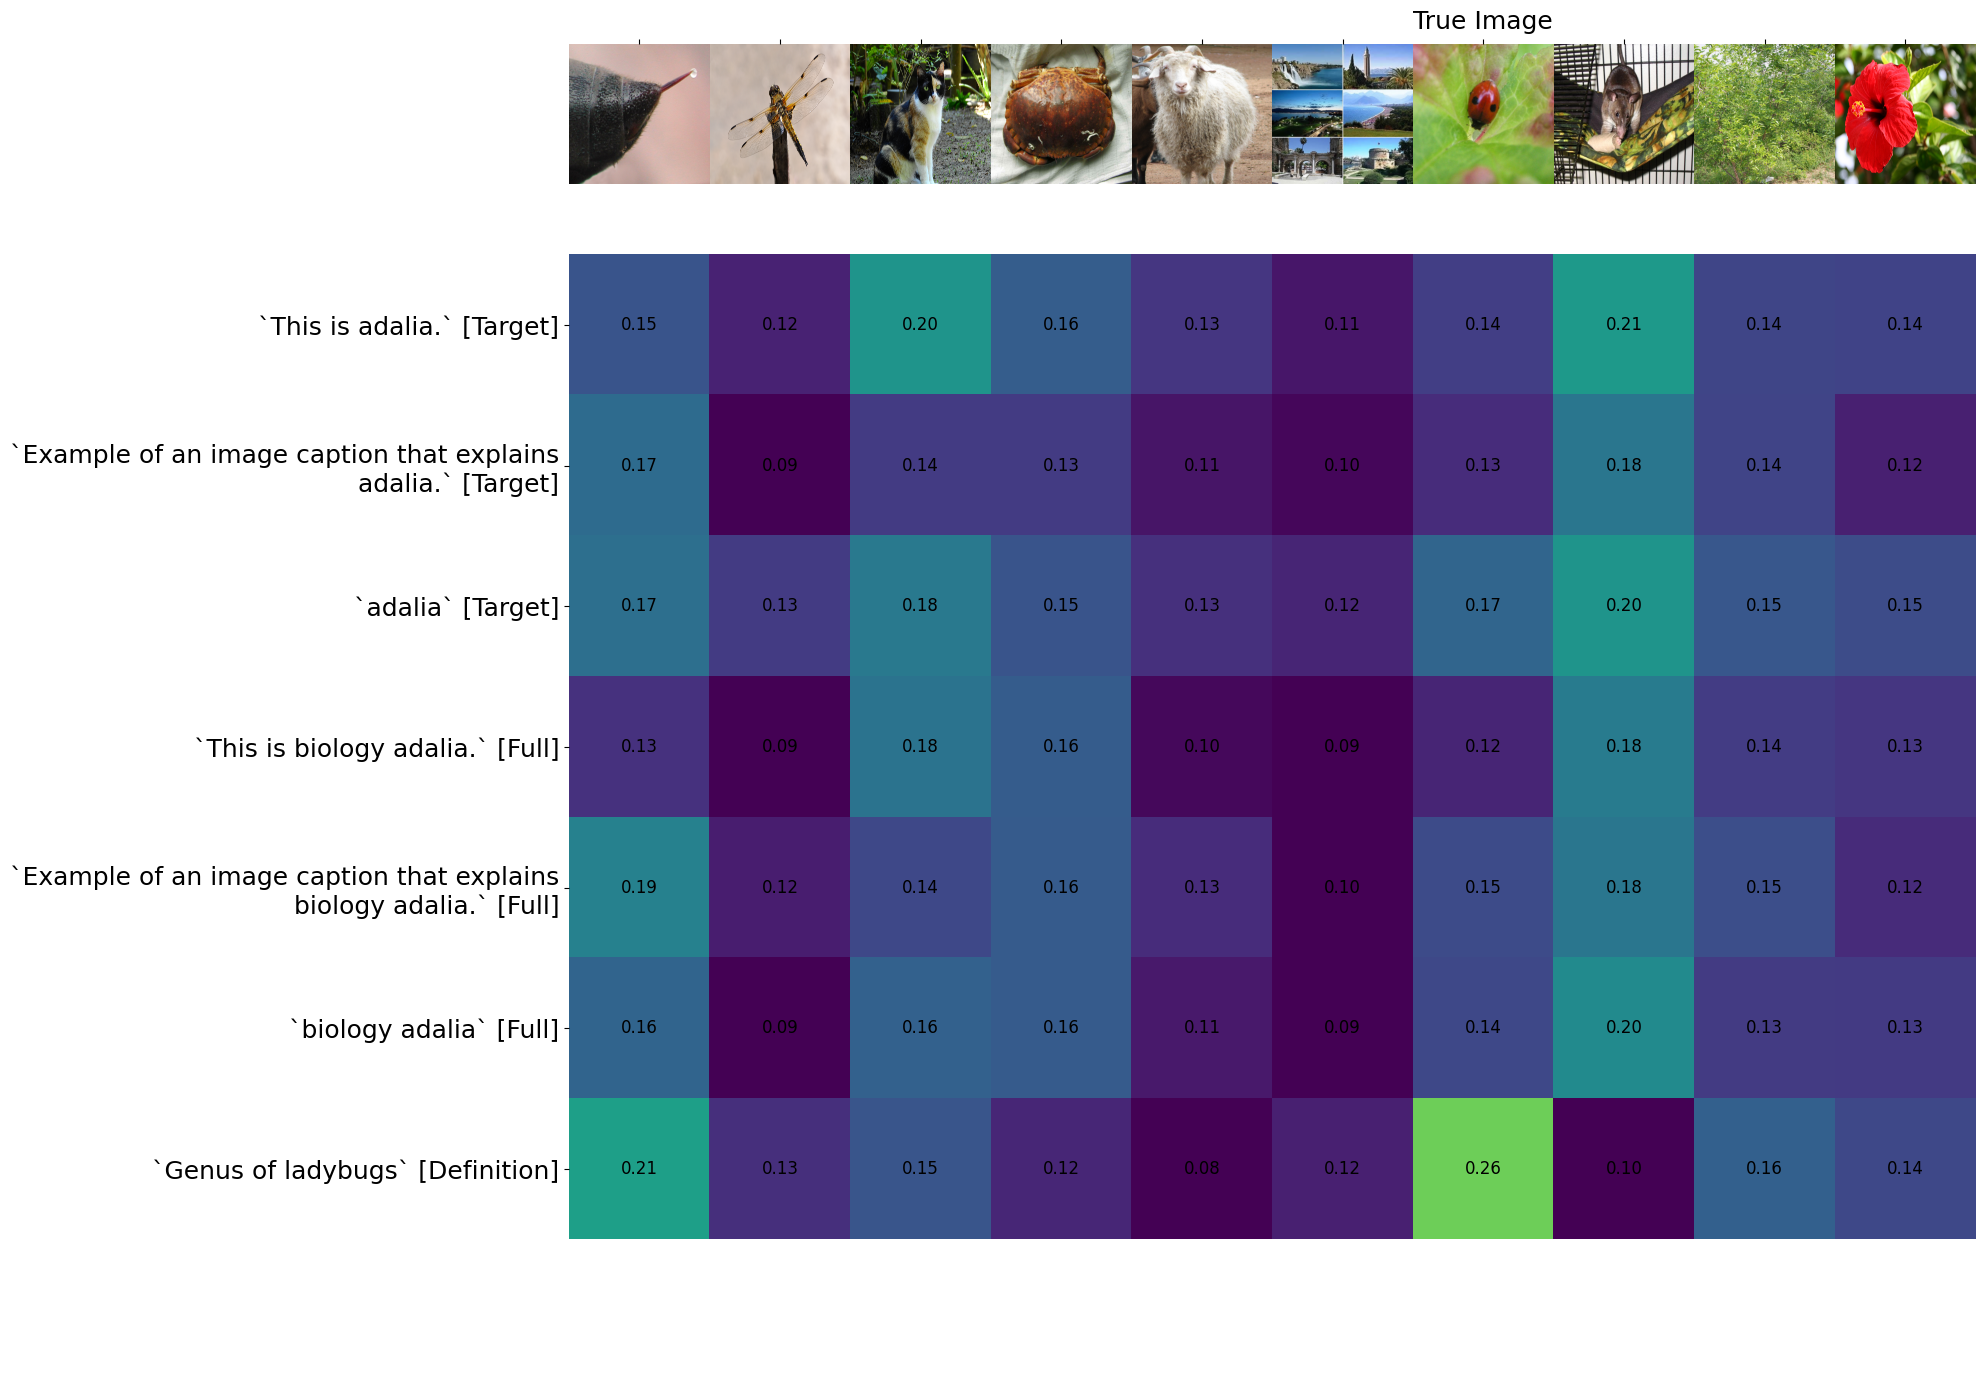 True Image
`This is adalia.` [Target]
0.15 0.12 0.20 0.16 0.13 0.11 0.14 0.21 0.14 0.14
`Example of an image caption that explains
adalia.` [Target]
0.17 0.09 0.14 0.13 0.11 0.10 0.13 0.18 0.14 0.12
`adalia` [Target]
0.17 0.13 0.18 0.15 0.13 0.12 0.17 0.20 0.15 0.15
`This is biology adalia.` [Full]
0.13 0.09 0.18 0.16 0.10 0.09 0.12 0.18 0.14 0.13
`Example of an image caption that explains
biology adalia.` [Full]
0.19 0.12 0.14 0.16 0.13 0.10 0.15 0.18 0.15 0.12
`biology adalia` [Full]
0.16 0.09 0.16 0.16 0.11 0.09 0.14 0.20 0.13 0.13
`Genus of ladybugs` [Definition]
0.21 0.13 0.15 0.12 0.08 0.12 0.26 0.10 0.16 0.14